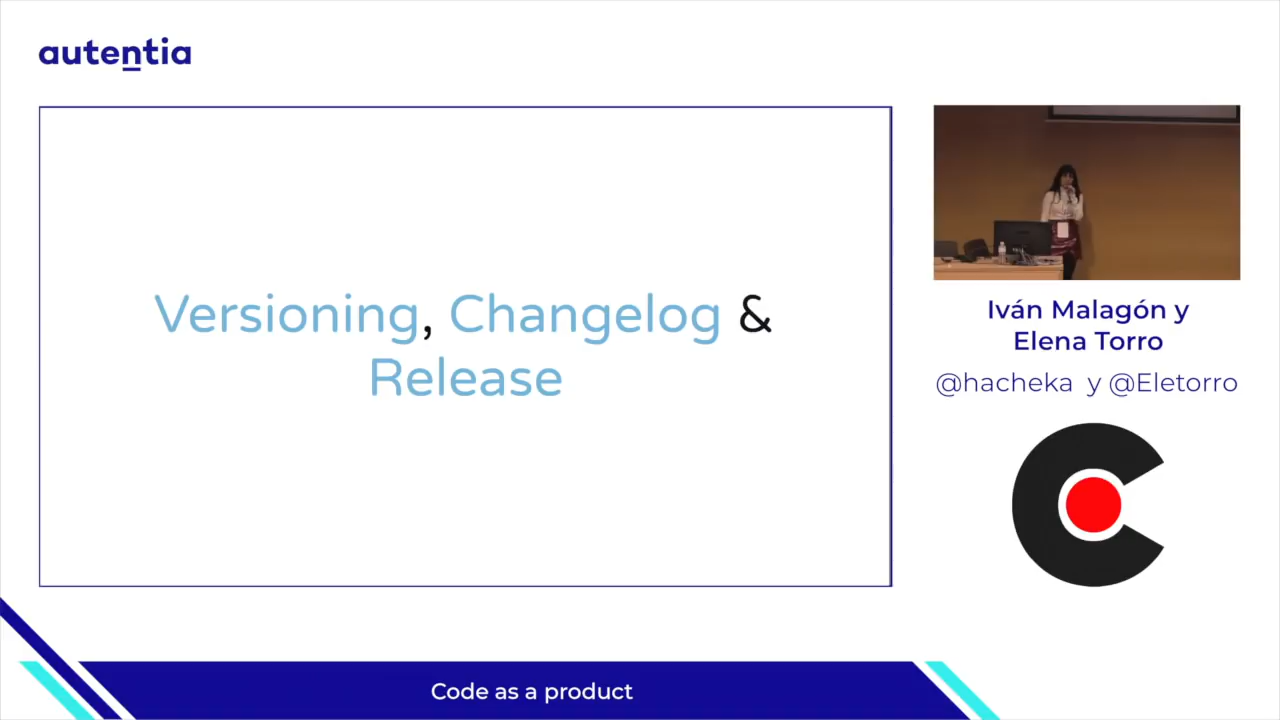 autentia
Versioning, Changelog &
Release
Iván Malagón y
Elena Torro
@hacheka y @Eletorro
Code as a product